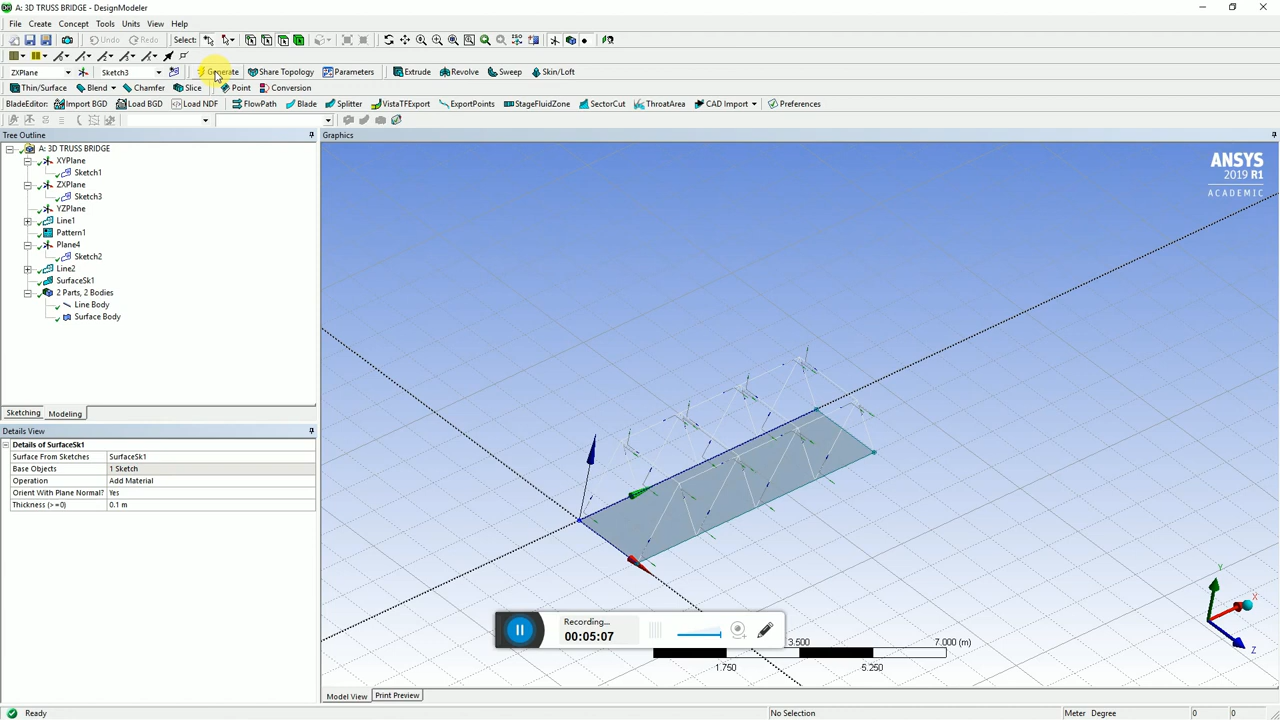 A: 3D TRUSS BRIDGE - DesignModeler
File Create Concept Tools Units View Help
Undo Redo Select:
ZXPlane Sketch3 Generate Share Topology Parameters Extrude Revolve Sweep Skin/Loft
Thin/Surface Blend Chamfer Slice Point Conversion
BladeEditor: Import BGD Load BGD Load NDF FlowPath Blade Splitter VistaTFExport ExportPoints StageFluidZone SectorCut ThroatArea CAD Import Preferences
Tree Outline
Graphics
A: 3D TRUSS BRIDGE
XYPlane
Sketch1
ZXPlane
Sketch3
YZPlane
Line1
Pattern1
Plane4
Sketch2
Line2
SurfaceSk1
2 Parts, 2 Bodies
Line Body
Surface Body
Sketching Modeling
Details View
Details of SurfaceSk1
Surface From Sketches SurfaceSk1
Base Objects 1 Sketch
Operation Add Material
Orient With Plane Normal? Yes
Thickness (>=0) 0.1 m
ANSYS
2019 R1
ACADEMIC
Recording...
00:05:07
3.500 7.000 (m)
1.750 5.250
Y
X
Z
Model View Print Preview
Ready No Selection Meter Degree 0 0